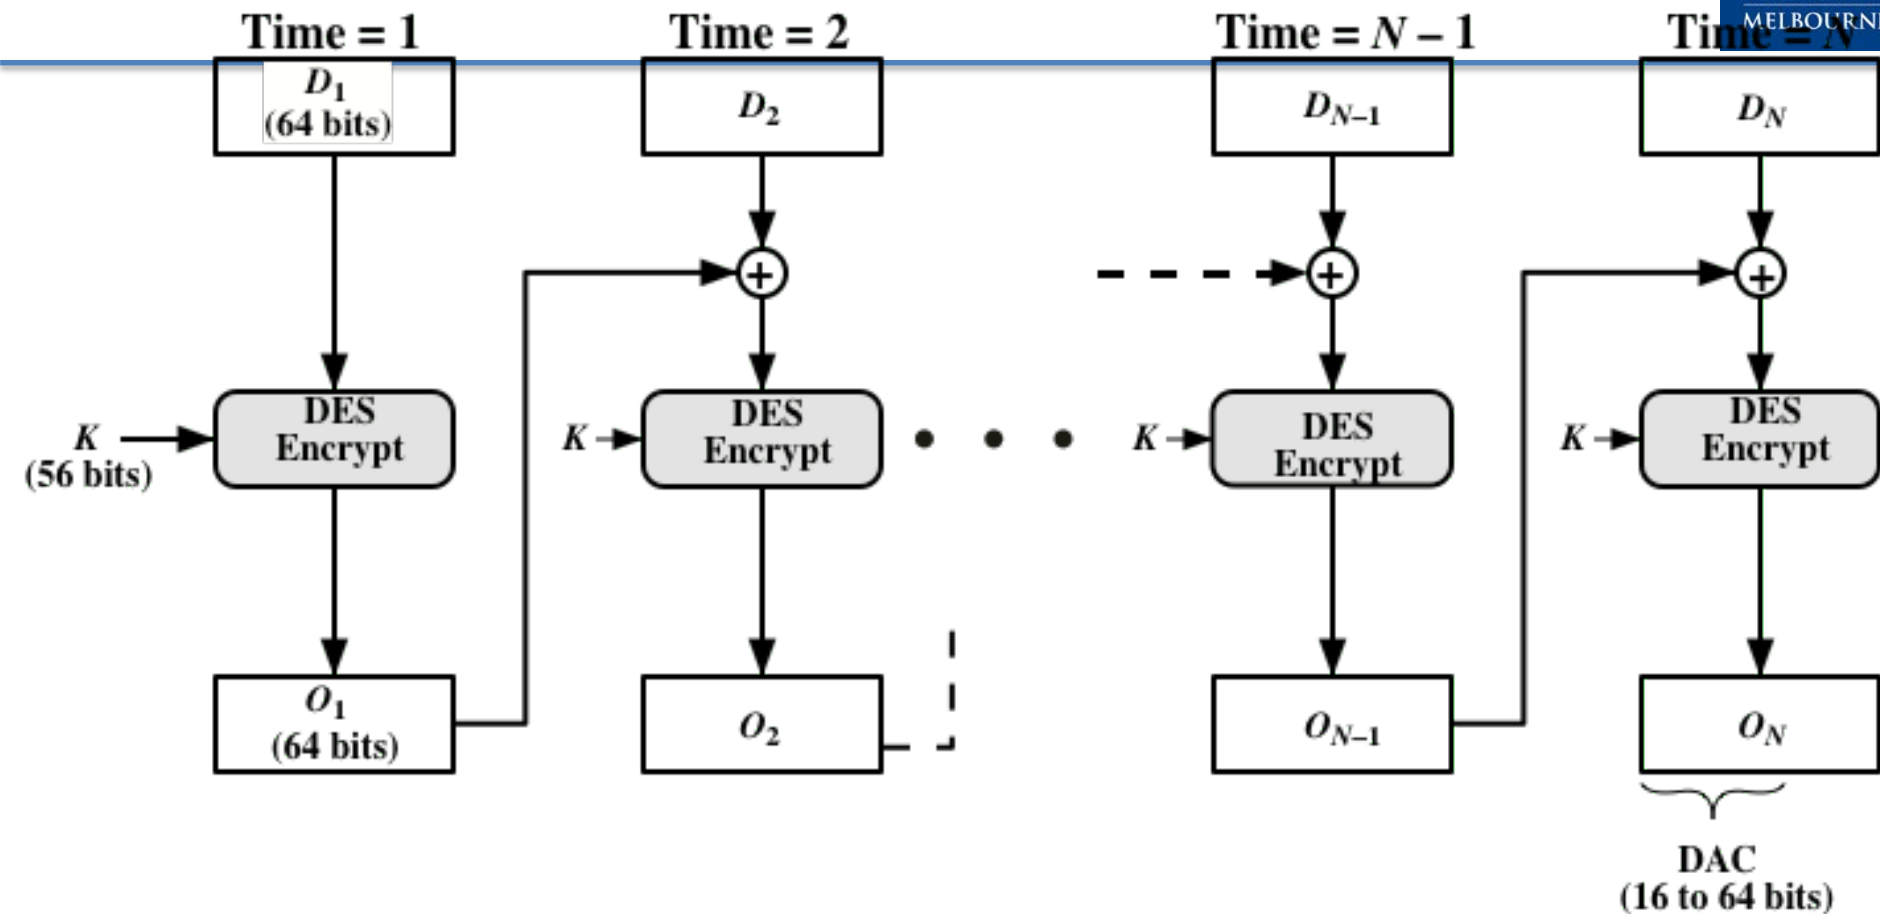 Time = 1
Time = 2
Time = N – 1
Time = N
MELBOURN
D1
(64 bits)
D2
DN–1
DN
+
+
+
K
(56 bits)
DES
Encrypt
K
DES
Encrypt
• • •
K
DES
Encrypt
K
DES
Encrypt
O1
(64 bits)
O2
ON–1
ON
DAC
(16 to 64 bits)